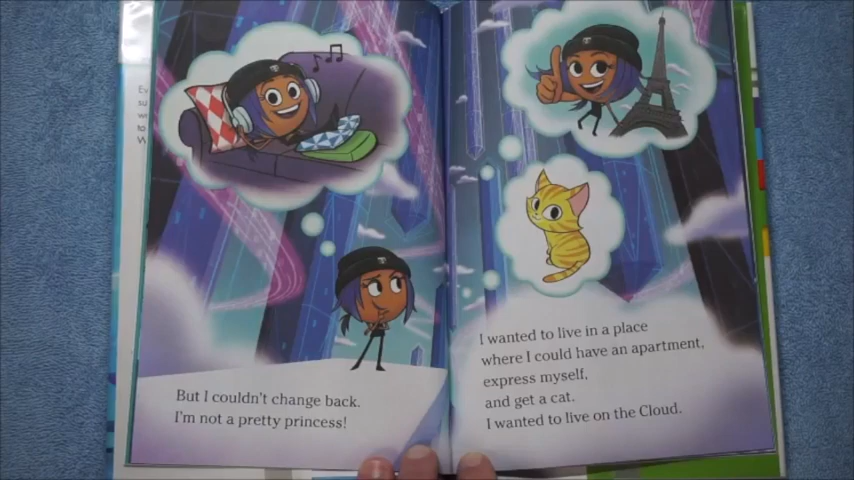 But I couldn't change back.
I'm not a pretty princess!
I wanted to live in a place
where I could have an apartment,
express myself,
and get a cat.
I wanted to live on the Cloud.